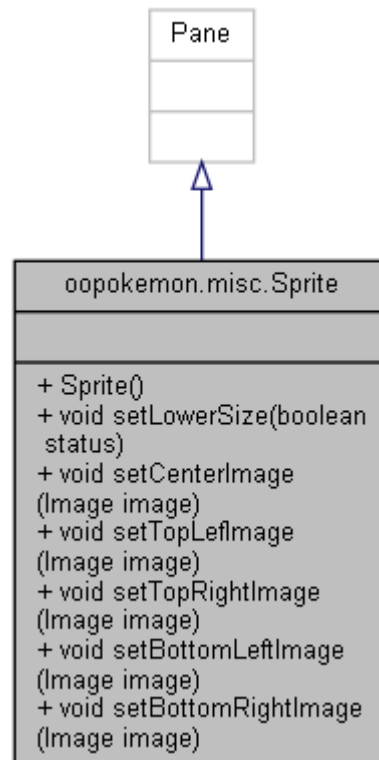 Pane
oopokemon.misc.Sprite
+ Sprite()
+ void setLowerSize(boolean
status)
+ void setCenterImage
(Image image)
+ void setTopLefImage
(Image image)
+ void setTopRightImage
(Image image)
+ void setBottomLeftImage
(Image image)
+ void setBottomRightImage
(Image image)